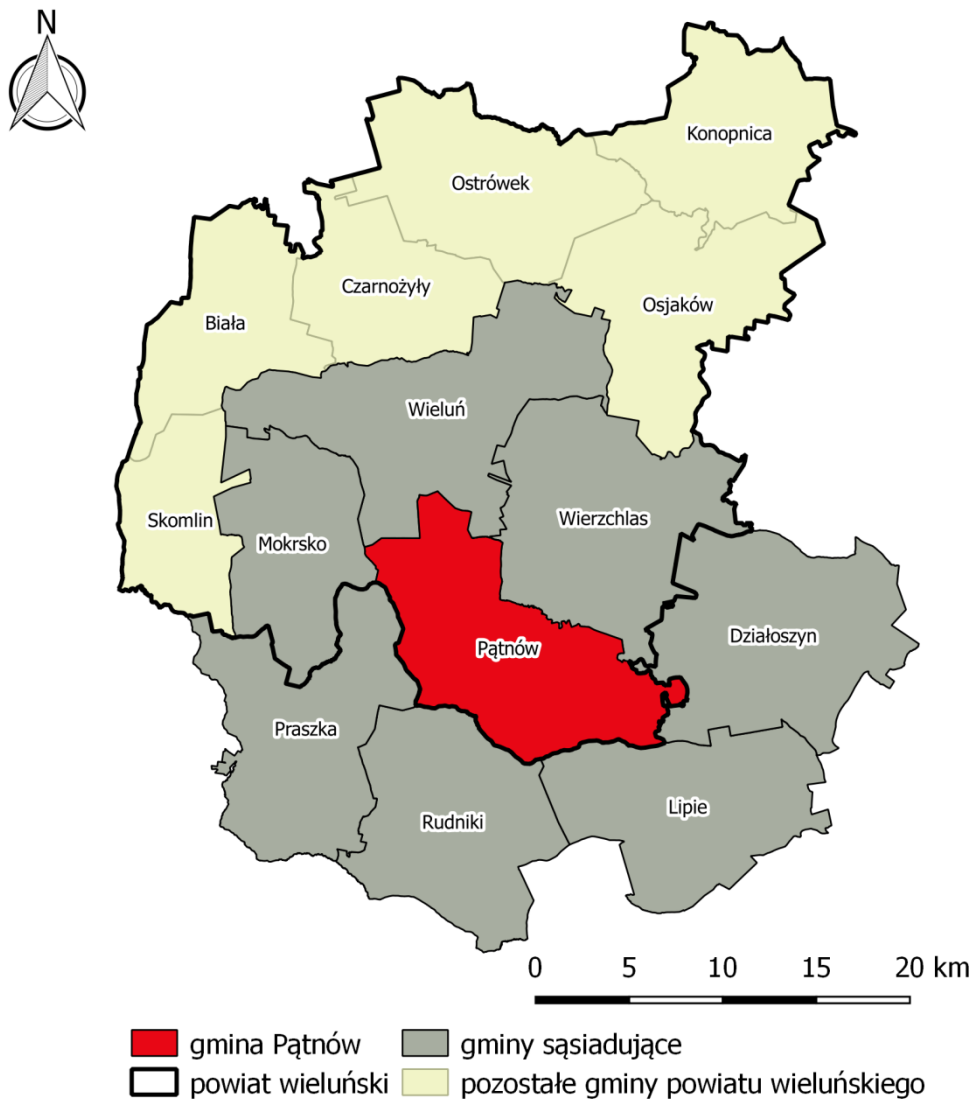 N
Konopnica
Ostrówek
Czarnożyły
Osjaków
Biała
Wieluń
Skomlin
Wierzchlas
Mokrsko
Działoszyn
Pątnów
Praszka
Lipie
Rudniki
0 5 10 15 20 km
gmina Pątnów gminy sąsiadujące
powiat wieluński pozostałe gminy powiatu wieluńskiego